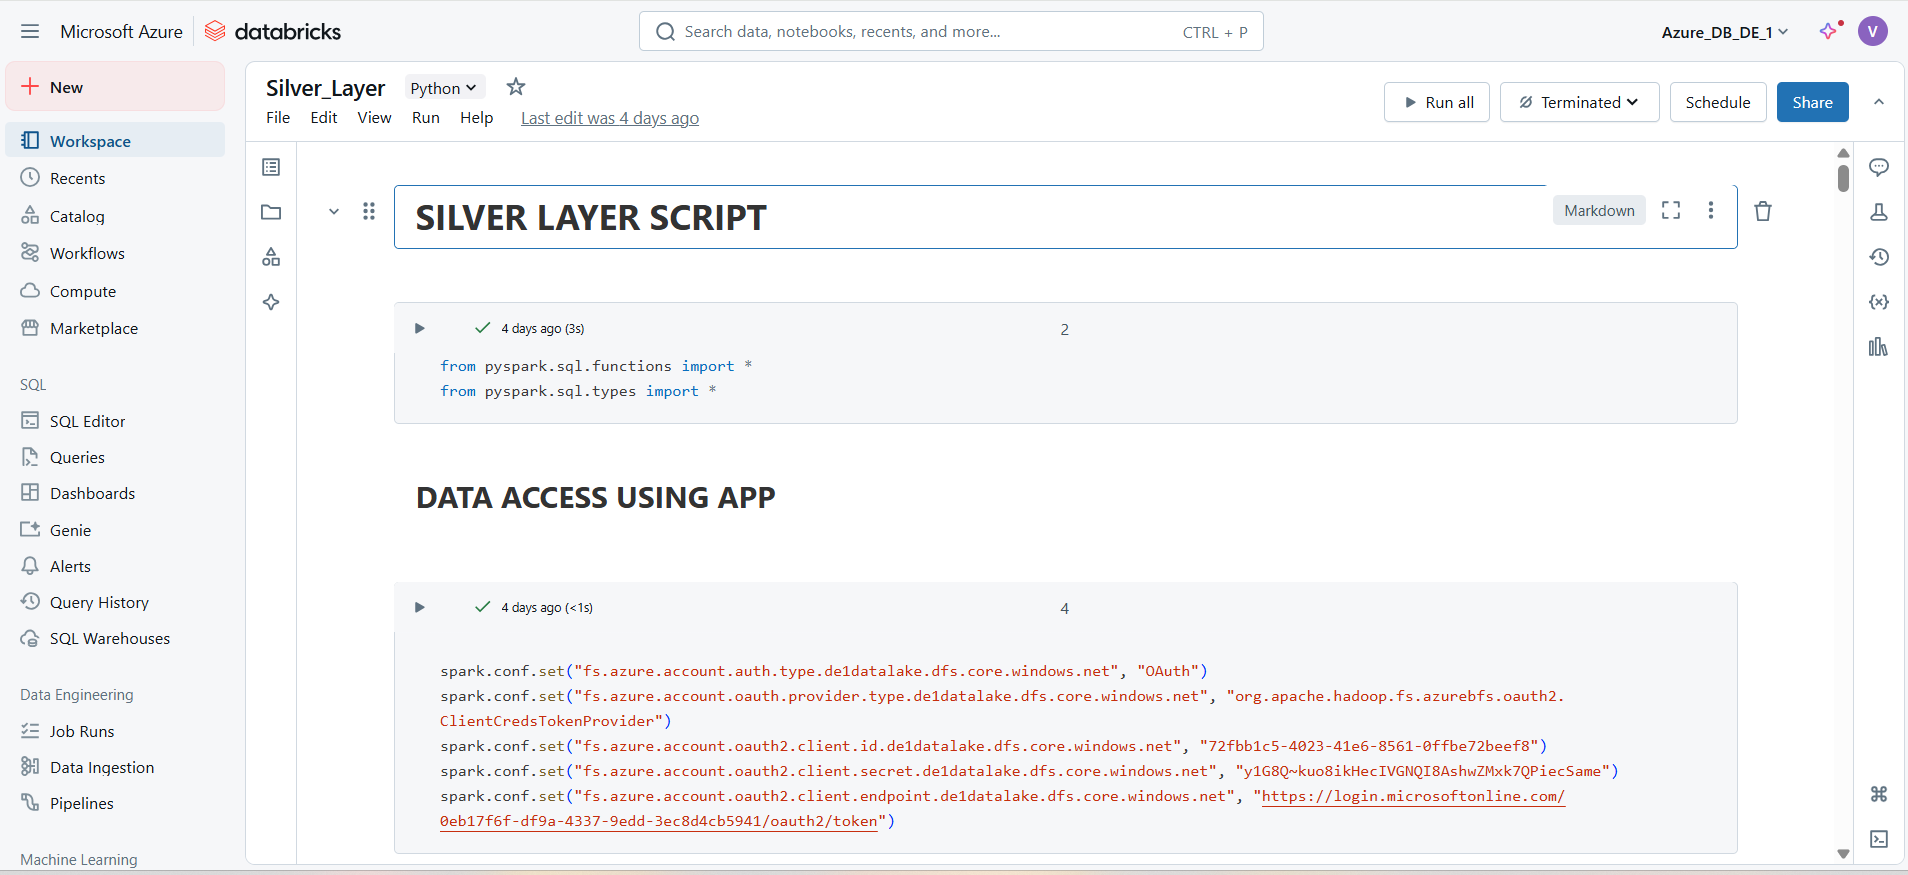 Microsoft Azure databricks
Search data, notebooks, recents, and more... CTRL + P
Azure_DB_DE_1
V
New
Workspace
Recents
Catalog
Workflows
Compute
Marketplace
SQL
SQL Editor
Queries
Dashboards
Genie
Alerts
Query History
SQL Warehouses
Data Engineering
Job Runs
Data Ingestion
Pipelines
Machine Learning
Silver_Layer Python
File Edit View Run Help Last edit was 4 days ago
Run all Terminated Schedule Share
SILVER LAYER SCRIPT
Markdown
4 days ago (3s) 2
from pyspark.sql.functions import *
from pyspark.sql.types import *
DATA ACCESS USING APP
4 days ago (<1s) 4
spark.conf.set("fs.azure.account.auth.type.de1datalake.dfs.core.windows.net", "OAuth")
spark.conf.set("fs.azure.account.oauth.provider.type.de1datalake.dfs.core.windows.net", "org.apache.hadoop.fs.azurebfs.oauth2.
ClientCredsTokenProvider")
spark.conf.set("fs.azure.account.oauth2.client.id.de1datalake.dfs.core.windows.net", "72fbb1c5-4023-41e6-8561-0ffbe72beef8")
spark.conf.set("fs.azure.account.oauth2.client.secret.de1datalake.dfs.core.windows.net", "y1G8Q~kuo8ikHecIVGNQI8AshwZMxk7QPiecSame")
spark.conf.set("fs.azure.account.oauth2.client.endpoint.de1datalake.dfs.core.windows.net", "https://login.microsoftonline.com/
0eb17f6f-df9a-4337-9edd-3ec8d4cb5941/oauth2/token")